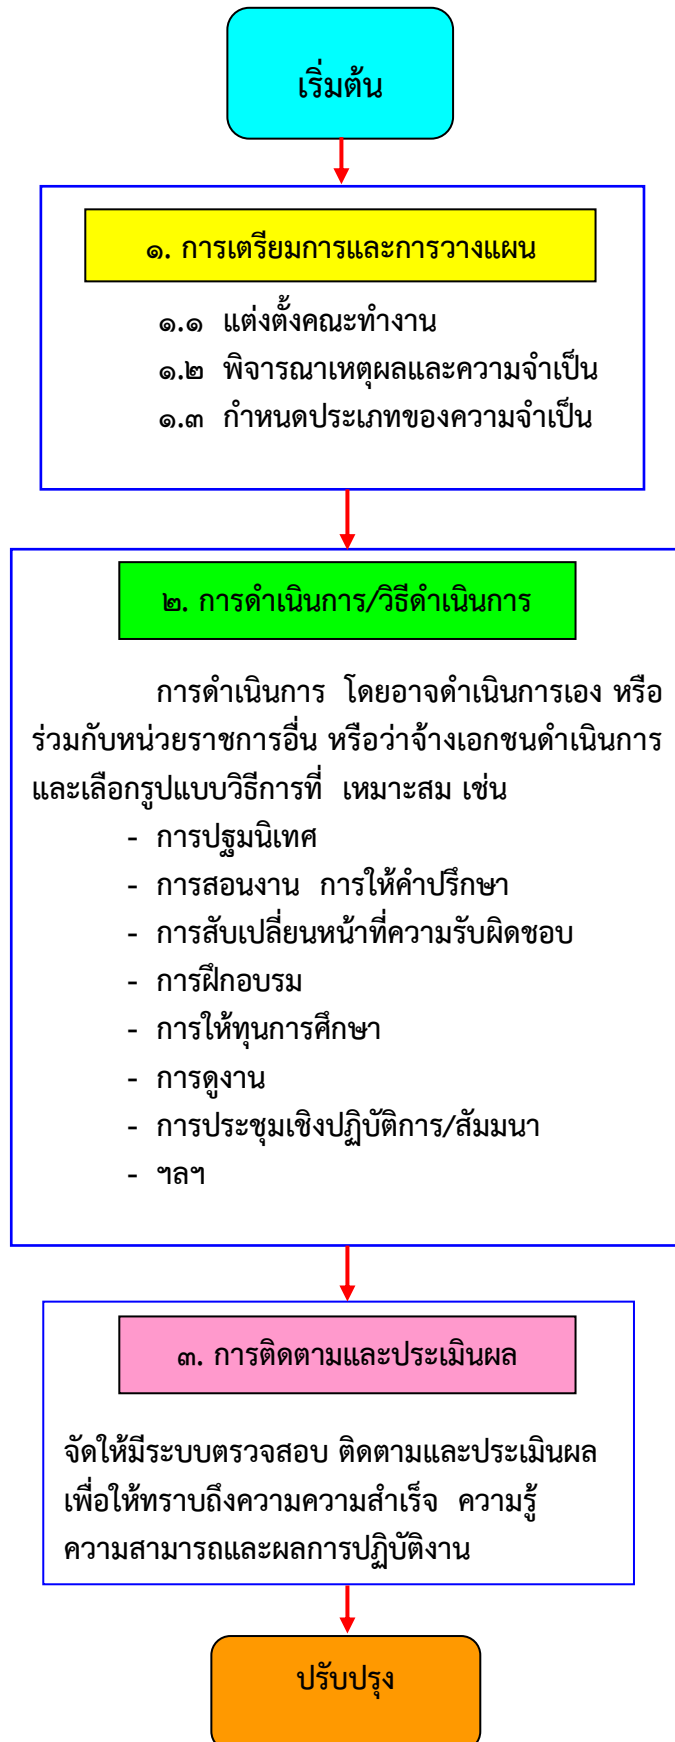 เริ่มต้น
๑. การเตรียมการและการวางแผน
๑.๑ แต่งตั้งคณะทำงาน
๑.๒ พิจารณาเหตุผลและความจำเป็น
๑.๓ กำหนดประเภทของความจำเป็น
๒. การดำเนินการ/วิธีดำเนินการ
การดำเนินการ โดยอาจดำเนินการเอง หรือ
ร่วมกับหน่วยราชการอื่น หรือว่าจ้างเอกชนดำเนินการ
และเลือกรูปแบบวิธีการที่ เหมาะสม เช่น
- การปฐมนิเทศ
- การสอนงาน การให้คำปรึกษา
- การสับเปลี่ยนหน้าที่ความรับผิดชอบ
- การฝึกอบรม
- การให้ทุนการศึกษา
- การดูงาน
- การประชุมเชิงปฏิบัติการ/สัมมนา
- ฯลฯ
๓. การติดตามและประเมินผล
จัดให้มีระบบตรวจสอบ ติดตามและประเมินผล
เพื่อให้ทราบถึงความความสำเร็จ ความรู้
ความสามารถและผลการปฏิบัติงาน
ปรับปรุง